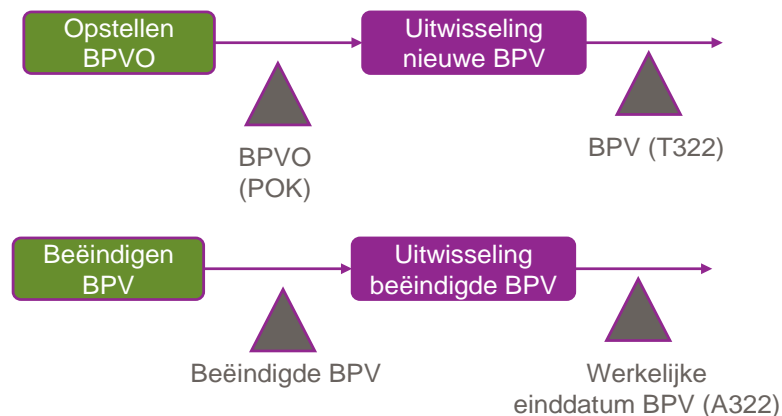 Opstellen
BPVO
Uitwisseling
nieuwe BPV
BPVO
(POK)
BPV (T322)
Beëindigen
BPV
Uitwisseling
beëindigde BPV
Beëindigde BPV
Werkelijke
einddatum BPV (A322)